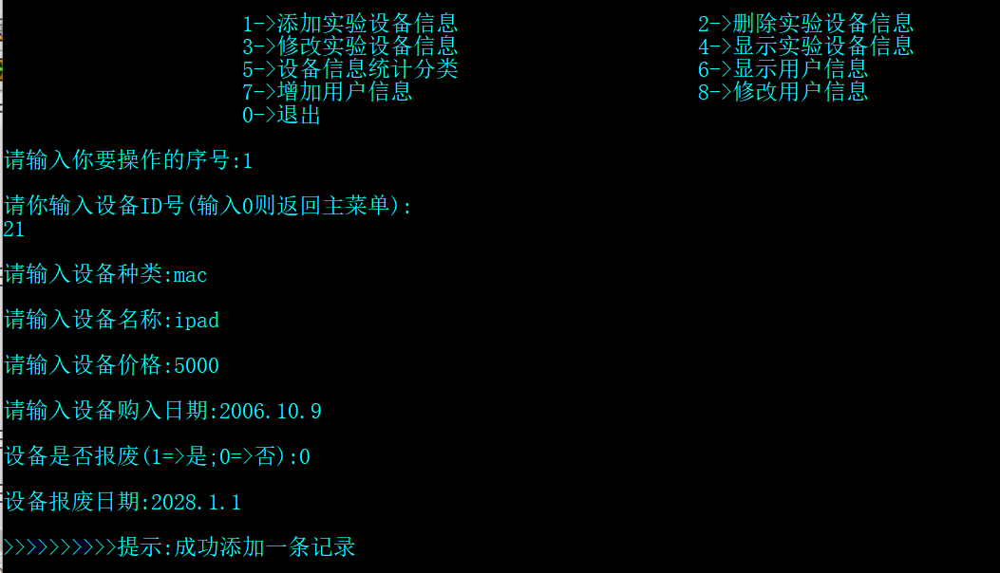 1->添加实验设备信息 2->删除实验设备信息
3->修改实验设备信息 4->显示实验设备信息
5->设备信息统计分类 6->显示用户信息
7->增加用户信息 8->修改用户信息
0->退出
请输入你要操作的序号:1
请你输入设备ID号(输入0则返回主菜单):
21
请输入设备种类:mac
请输入设备名称:ipad
请输入设备价格:5000
请输入设备购入日期:2006.10.9
设备是否报废(1=>是;0=>否):0
设备报废日期:2028.1.1
>>>>>>>>>>提示:成功添加一条记录